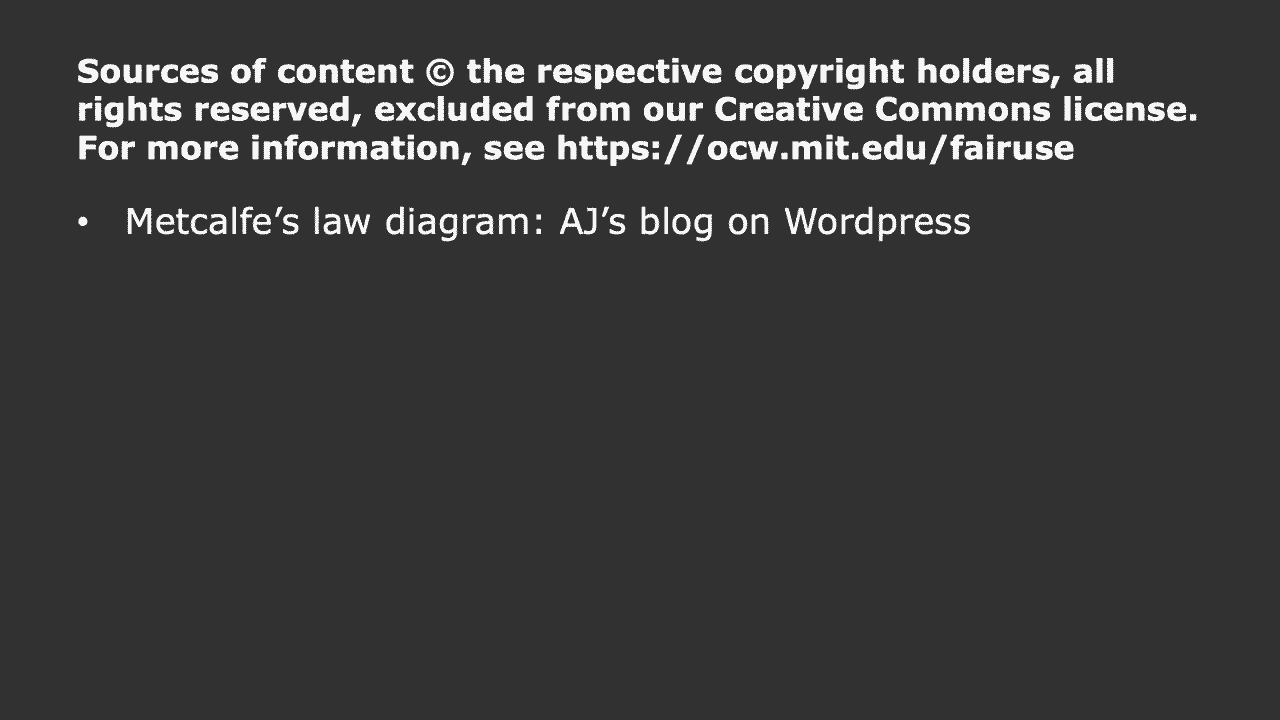 Sources of content © the respective copyright holders, all
rights reserved, excluded from our Creative Commons license.
For more information, see https://ocw.mit.edu/fairuse
• Metcalfe’s law diagram: AJ’s blog on Wordpress